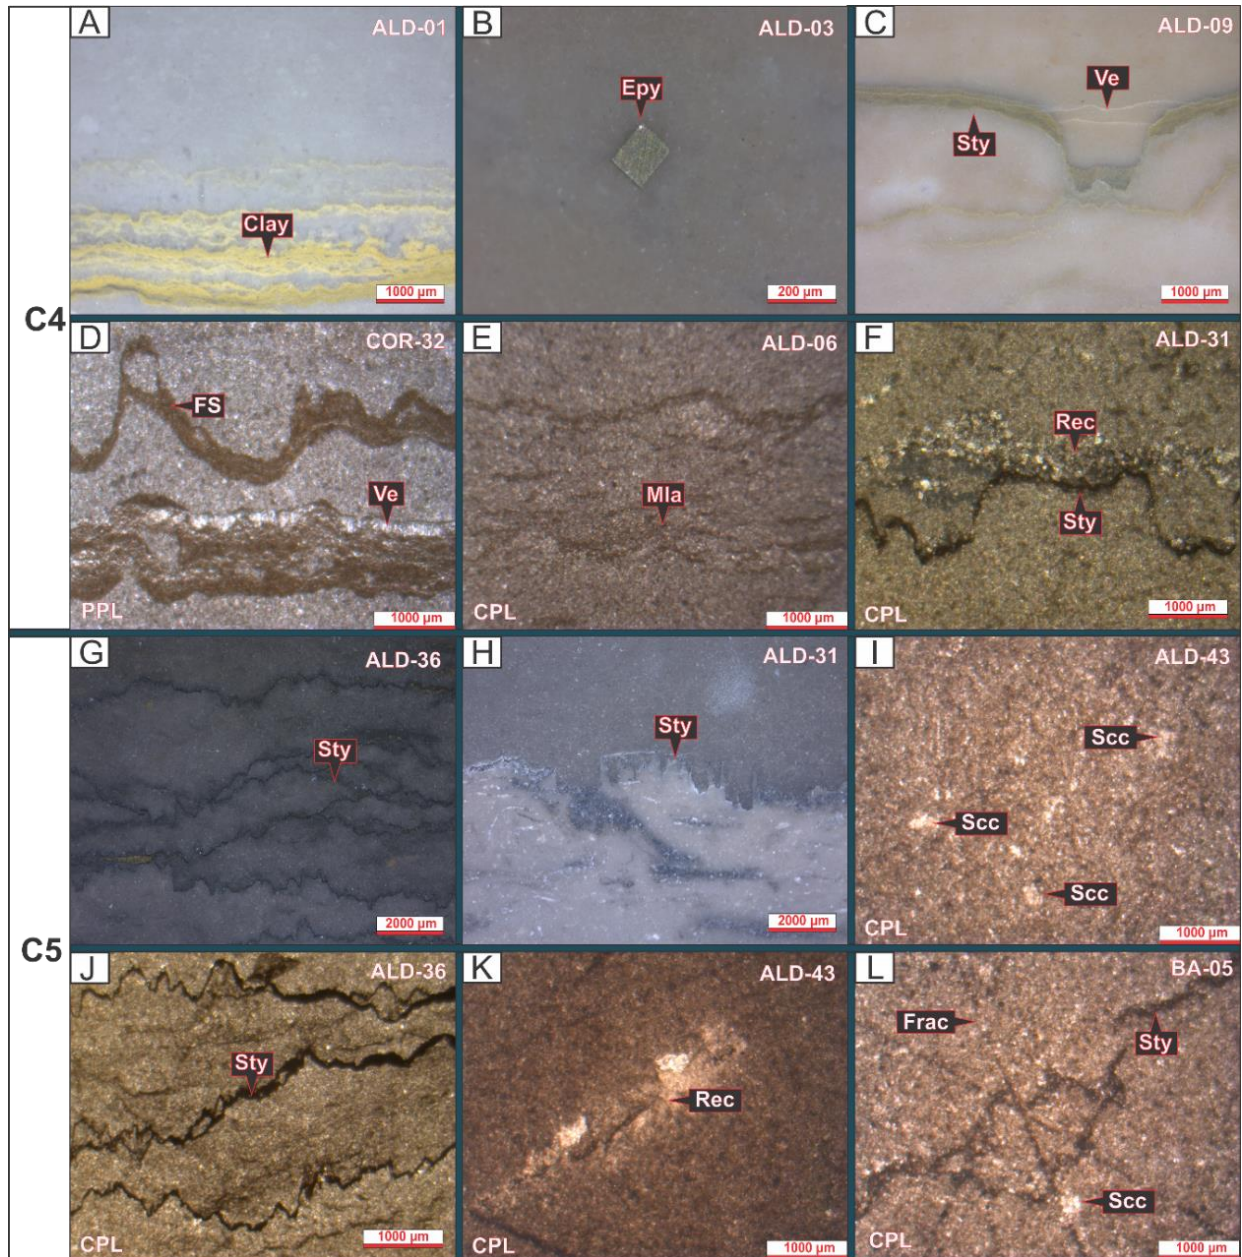 C4
A
ALD-01
Clay
1000 µm
B
ALD-03
Epy
200 µm
C
ALD-09
Ve
Sty
1000 µm
D
COR-32
FS
Ve
PPL
1000 µm
E
ALD-06
Mla
CPL
1000 µm
F
ALD-31
Rec
Sty
CPL
1000 µm
C5
G
ALD-36
Sty
2000 µm
H
ALD-31
Sty
2000 µm
I
ALD-43
Scc
Scc
Scc
CPL
1000 µm
J
ALD-36
Sty
CPL
1000 µm
K
ALD-43
Rec
CPL
1000 µm
L
BA-05
Frac
Sty
Scc
CPL
1000 µm